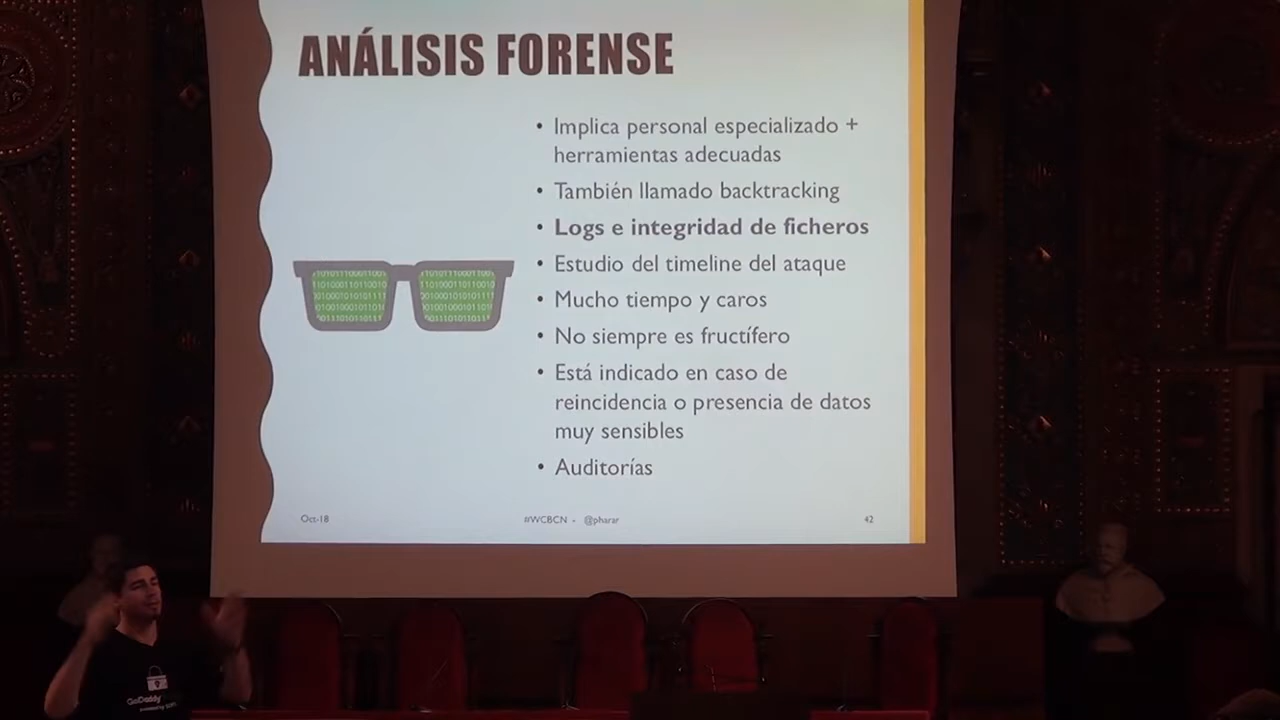 ANÁLISIS FORENSE
• Implica personal especializado +
herramientas adecuadas
• También llamado backtracking
• Logs e integridad de ficheros
• Estudio del timeline del ataque
• Mucho tiempo y caros
• No siempre es fructífero
• Está indicado en caso de
reincidencia o presencia de datos
muy sensibles
• Auditorías
Oct-18
#WCBCN - @pharar
42
GoDaddy